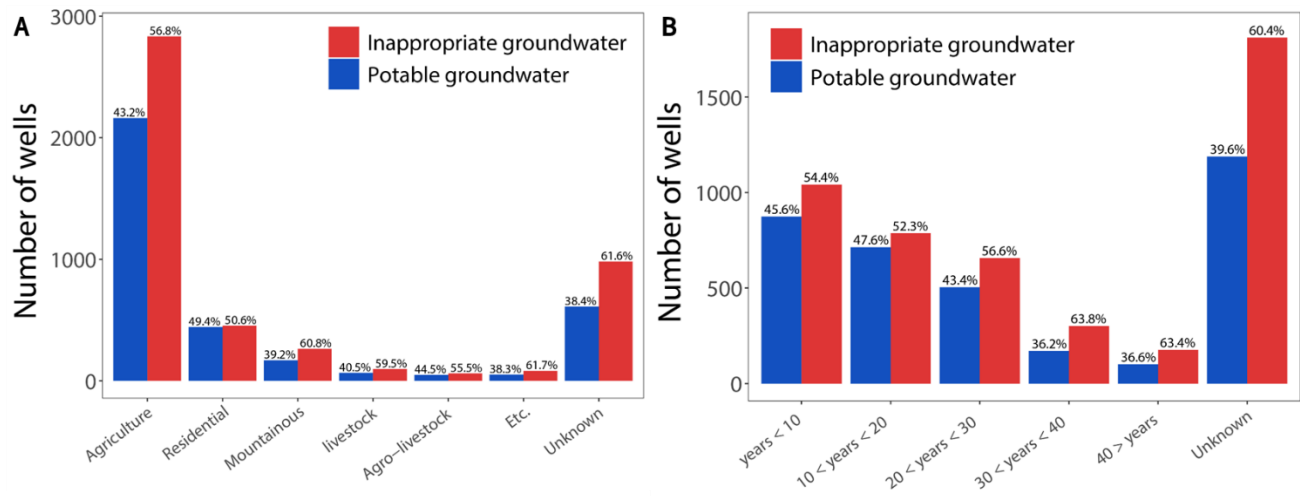 A
Number of wells
3000
2000
1000
0
Inappropriate groundwater
Potable groundwater
43.2% 56.8%
49.4% 50.6%
39.2% 60.8%
40.5% 59.5%
44.5% 55.5%
38.3% 61.7%
38.4% 61.6%
Agriculture
Residential
Mountainous
livestock
Agro-livestock
Etc.
Unknown
B
Number of wells
1500
1000
500
0
Inappropriate groundwater
Potable groundwater
45.6% 54.4%
47.6% 52.3%
43.4% 56.6%
36.2% 63.8%
36.6% 63.4%
39.6% 60.4%
years < 10
10 < years < 20
20 < years < 30
30 < years < 40
40 > years
Unknown